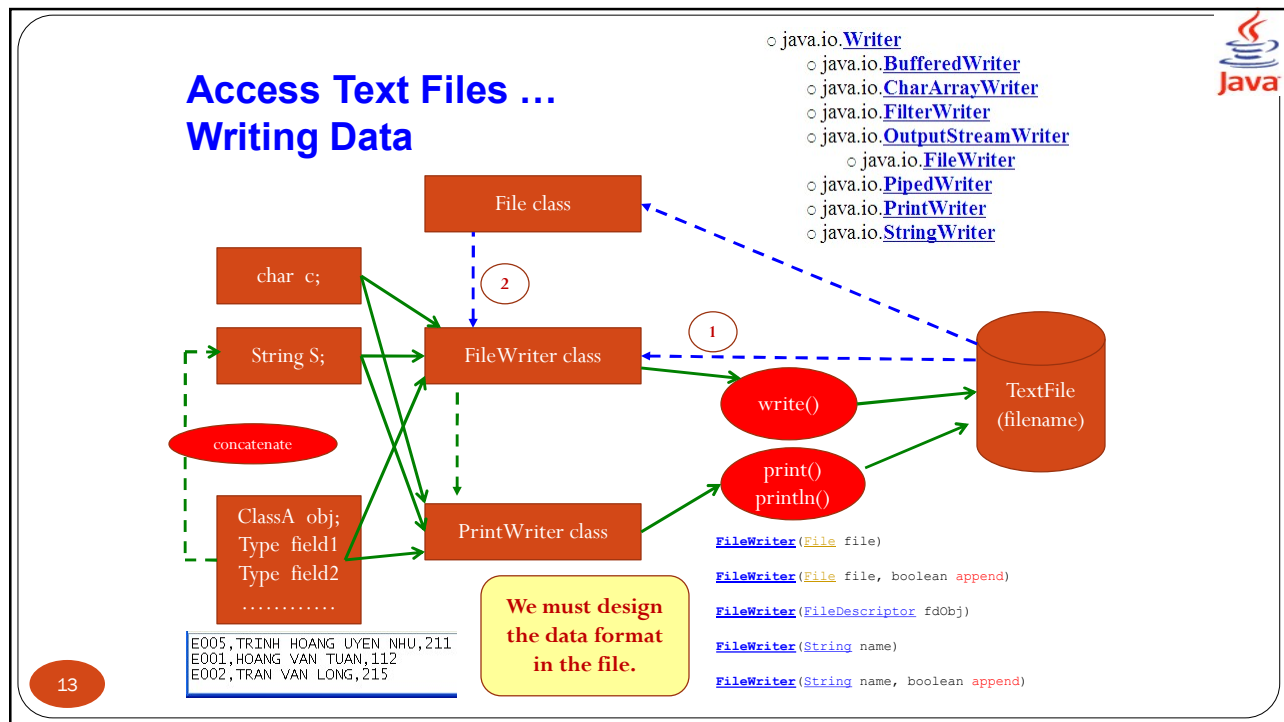 Access Text Files …
Writing Data
java.io.Writer
java.io.BufferedWriter
java.io.CharArrayWriter
java.io.FilterWriter
java.io.OutputStreamWriter
java.io.FileWriter
java.io.PipedWriter
java.io.PrintWriter
java.io.StringWriter
Java
File class
char c;
2
String S;
FileWriter class
1
TextFile
(filename)
write()
concatenate
print()
println()
ClassA obj;
Type field1
Type field2
…………
PrintWriter class
We must design
the data format
in the file.
FileWriter(File file)
FileWriter(File file, boolean append)
FileWriter(FileDescriptor fdObj)
FileWriter(String name)
FileWriter(String name, boolean append)
E005,TRINH HOANG UYEN NHU,211
E001,HOANG VAN TUAN,112
E002,TRAN VAN LONG,215
13